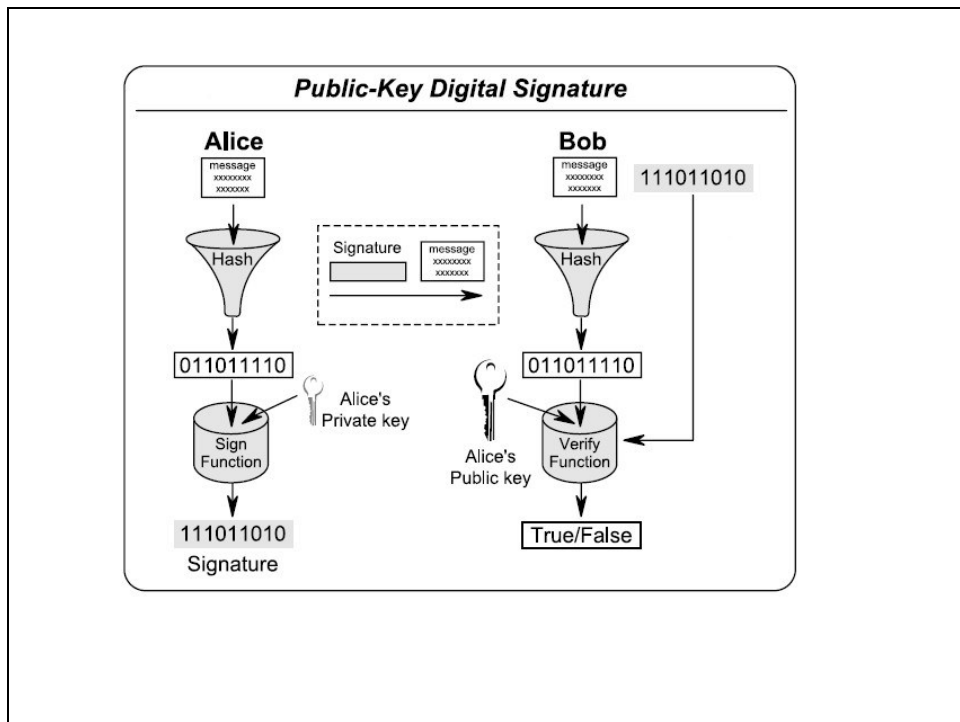 Public-Key Digital Signature
Alice
message
xxxxxxxx
xxxxxxx
Hash
011011110
Alice's
Private key
Sign
Function
111011010
Signature
Signature
message
xxxxxxxx
xxxxxxx
Bob
message
xxxxxxxx
xxxxxxx
111011010
Hash
011011110
Alice's
Public key
Verify
Function
True/False